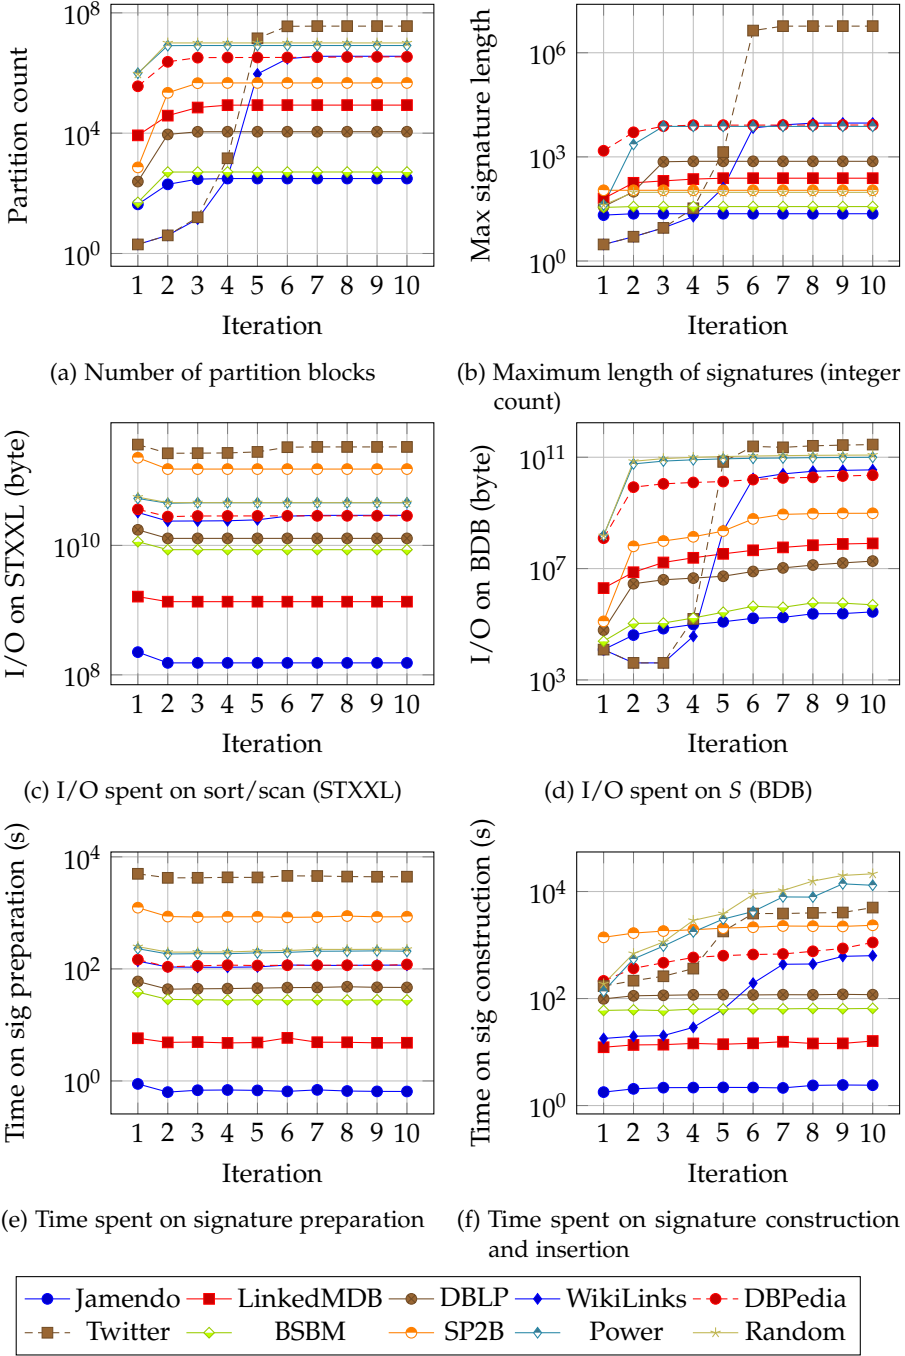 10^8
10^4
10^0
Partition count
1 2 3 4 5 6 7 8 9 10
Iteration
(a) Number of partition blocks
10^6
10^3
10^0
Max signature length
1 2 3 4 5 6 7 8 9 10
Iteration
(b) Maximum length of signatures (integer
count)
10^10
10^8
I/O on STXXL (byte)
1 2 3 4 5 6 7 8 9 10
Iteration
(c) I/O spent on sort/scan (STXXL)
10^11
10^7
10^3
I/O on BDB (byte)
1 2 3 4 5 6 7 8 9 10
Iteration
(d) I/O spent on S (BDB)
10^4
10^2
10^0
Time on sig preparation (s)
1 2 3 4 5 6 7 8 9 10
Iteration
(e) Time spent on signature preparation
10^4
10^2
10^0
Time on sig construction (s)
1 2 3 4 5 6 7 8 9 10
Iteration
(f) Time spent on signature construction
and insertion
Jamendo LinkedMDB DBLP WikiLinks DBPedia
Twitter BSBM SP2B Power Random